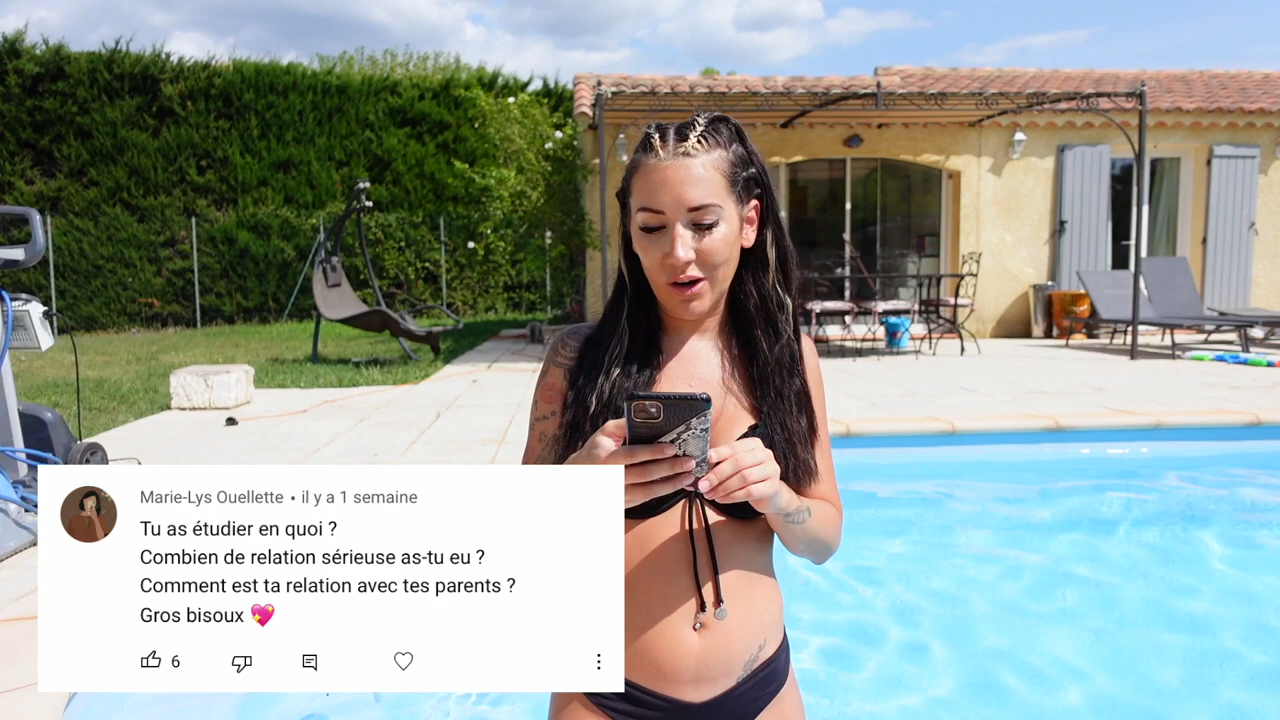 Marie-Lys Ouellette • il y a 1 semaine
Tu as étudier en quoi ?
Combien de relation sérieuse as-tu eu ?
Comment est ta relation avec tes parents ?
Gros bisoux 💖
6